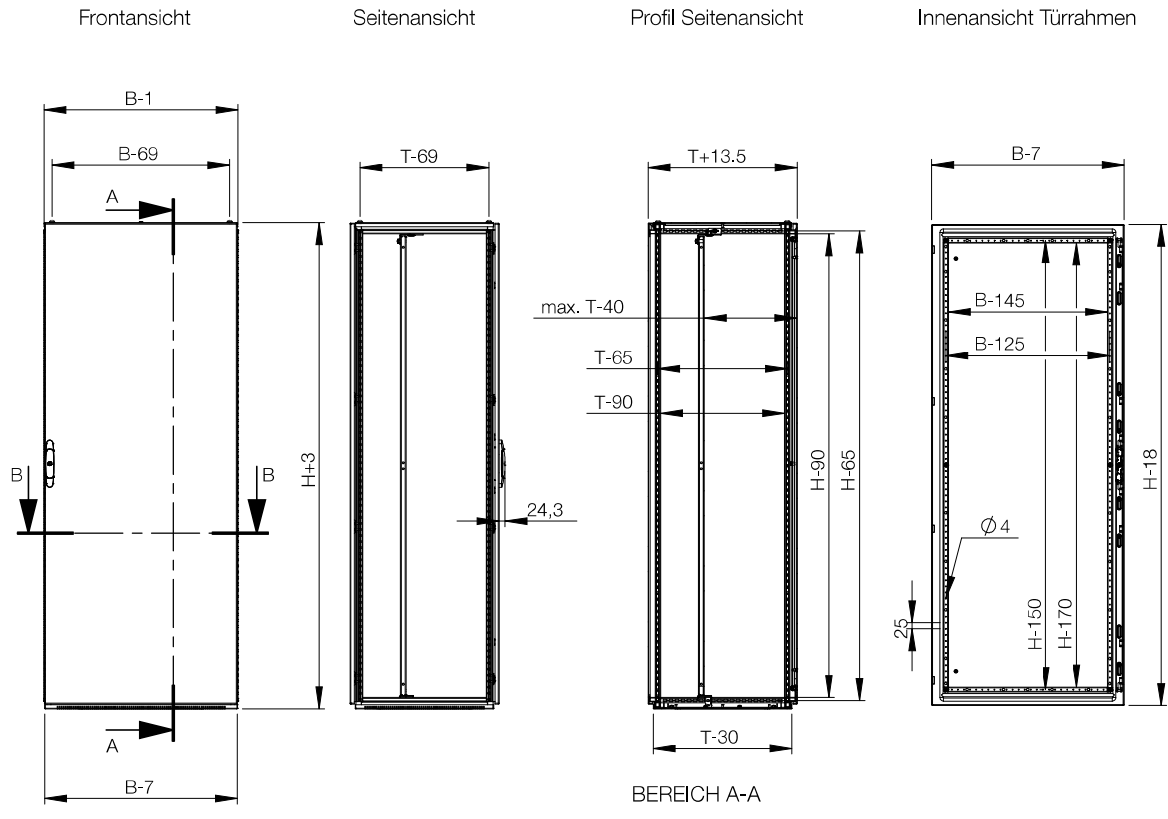 Frontansicht
Seitenansicht
Profil Seitenansicht
Innenansicht Türrahmen
B-1
B-69
A
B
B
H+3
A
B-7
T-69
24,3
T+13.5
max. T-40
T-65
T-90
H-90
H-65
T-30
BEREICH A-A
B-7
B-145
B-125
Ø4
25
H-150
H-170
H-18